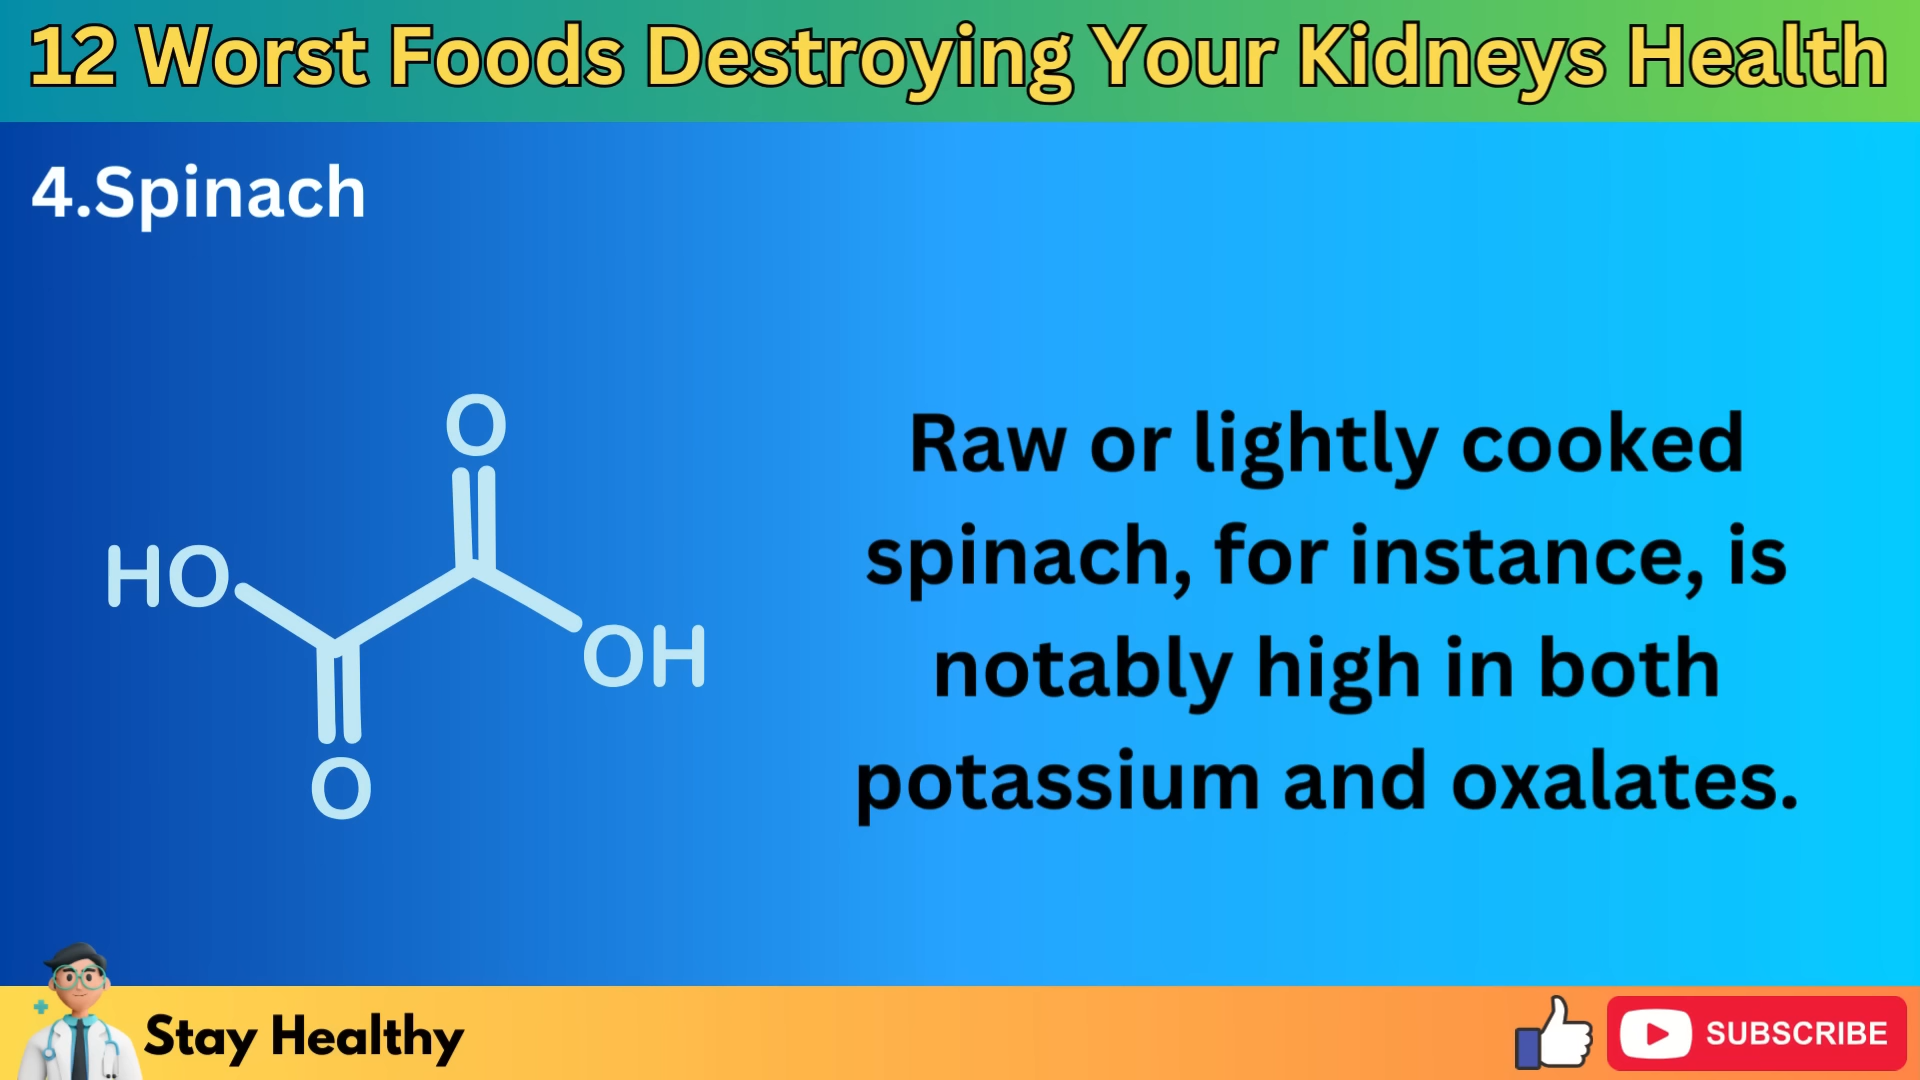 12 Worst Foods Destroying Your Kidneys Health
4.Spinach
O
HO
OH
O
Raw or lightly cooked
spinach, for instance, is
notably high in both
potassium and oxalates.
Stay Healthy
SUBSCRIBE